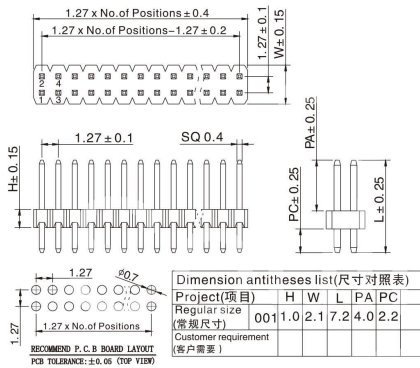 1.27 x No.of Positions±0.4
1.27 x No.of Positions-1.27±0.2
1.27±0.1
W±0.15
2 4
1 3
1.27±0.1
SQ 0.4
H±0.15
PA±0.25
PC±0.25
L±0.25
1.27
Φ0.7
1.27
1.27 x No.of Positions
RECOMMEND P.C.B BOARD LAYOUT
PCB TOLERANCE:±0.05 (TOP VIEW)
Dimension antitheses list(尺寸对照表)
Project(项目) H W L PA PC
Regular size
(常规尺寸) 001 1.0 2.1 7.2 4.0 2.2
Customer requirement
(客户需要)